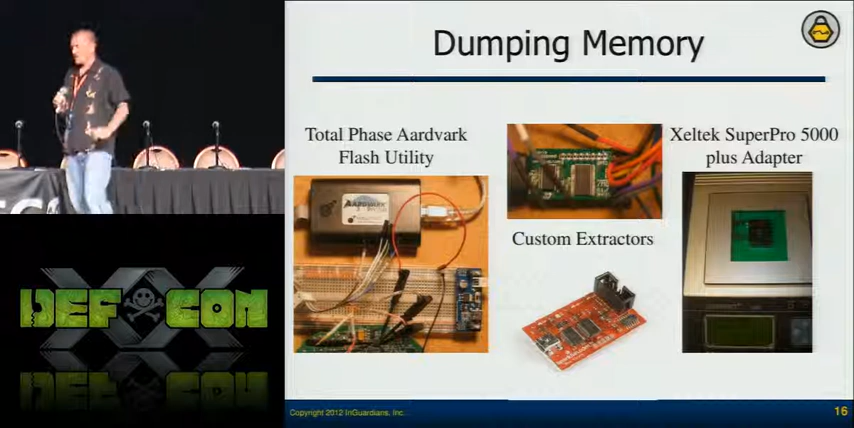 Dumping Memory
Total Phase Aardvark
Flash Utility
Xeltek SuperPro 5000
plus Adapter
Custom Extractors
DEF CON
XX
Copyright 2012 InGuardians, Inc.
16